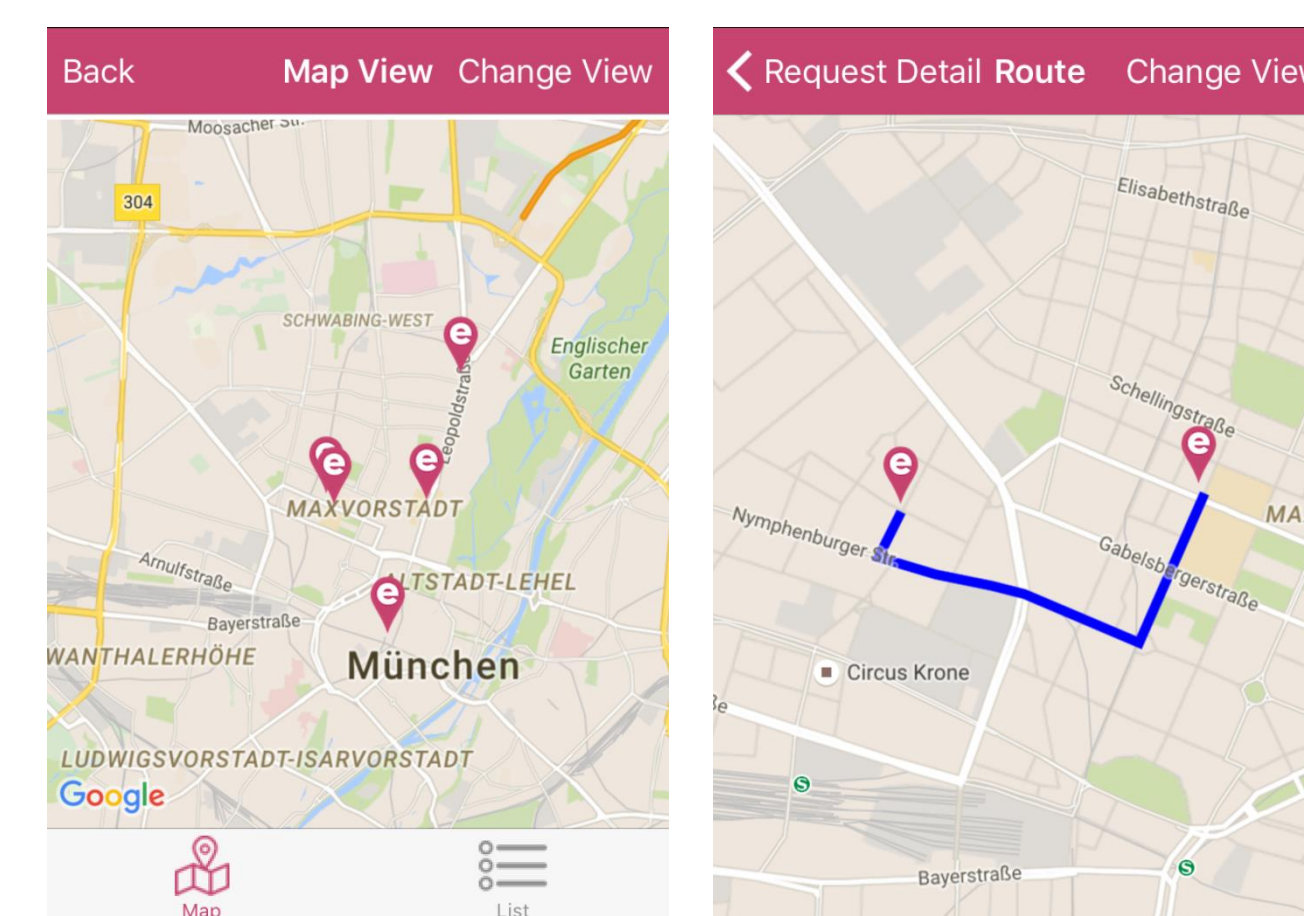 Back Map View Change View
Moosacher Str.
304
SCHWABING-WEST
e
Englischer
Garten
Leopoldstraße
e
e
MAXVORSTADT
Arnulfstraße
ALTSTADT-LEHEL
e
Bayerstraße
WANTHALERHÖHE
München
LUDWIGSVORSTADT-ISARVORSTADT
Google
Map List
Request Detail Route Change View
Elisabethstraße
Schellingstraße
e
e
MA
Nymphenburger Str.
Gabelsbergerstraße
Circus Krone
ße
S
S
Bayerstraße